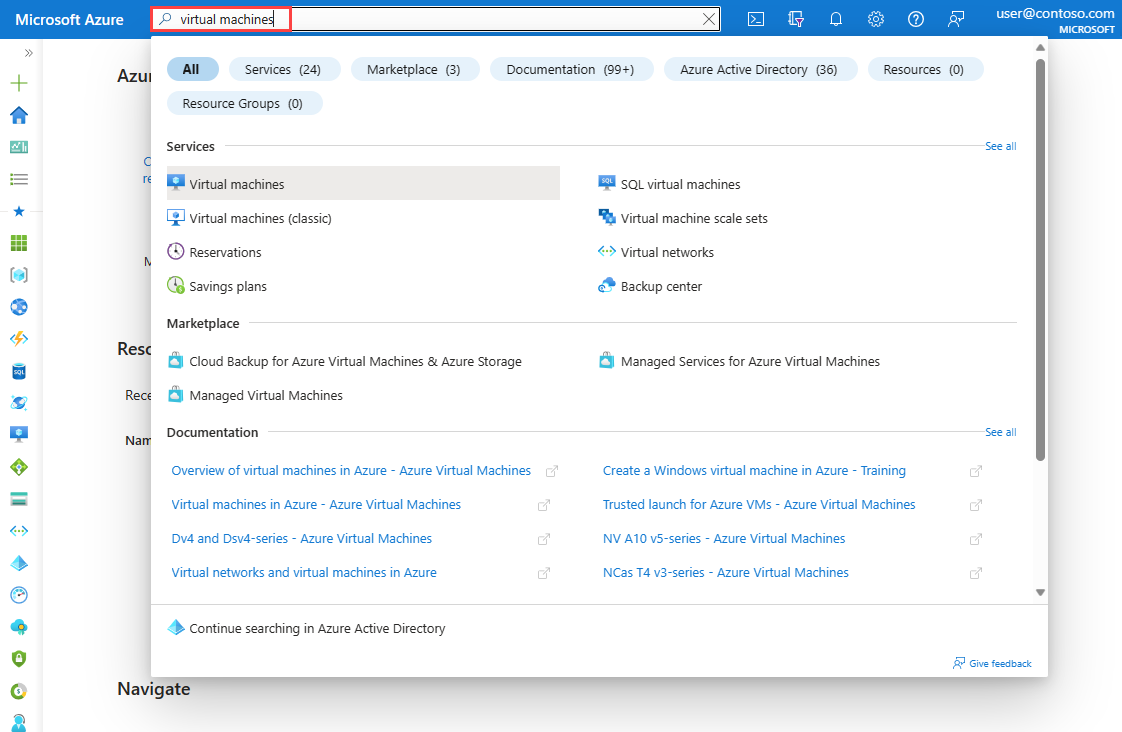 Microsoft Azure
virtual machines
user@contoso.com
MICROSOFT
All
Services (24)
Marketplace (3)
Documentation (99+)
Azure Active Directory (36)
Resources (0)
Resource Groups (0)
Services
See all
Virtual machines
SQL virtual machines
Virtual machines (classic)
Virtual machine scale sets
Reservations
Virtual networks
Savings plans
Backup center
Marketplace
Cloud Backup for Azure Virtual Machines & Azure Storage
Managed Services for Azure Virtual Machines
Managed Virtual Machines
Documentation
See all
Overview of virtual machines in Azure - Azure Virtual Machines
Create a Windows virtual machine in Azure - Training
Virtual machines in Azure - Azure Virtual Machines
Trusted launch for Azure VMs - Azure Virtual Machines
Dv4 and Dsv4-series - Azure Virtual Machines
NV A10 v5-series - Azure Virtual Machines
Virtual networks and virtual machines in Azure
NCas T4 v3-series - Azure Virtual Machines
Continue searching in Azure Active Directory
Give feedback
Navigate